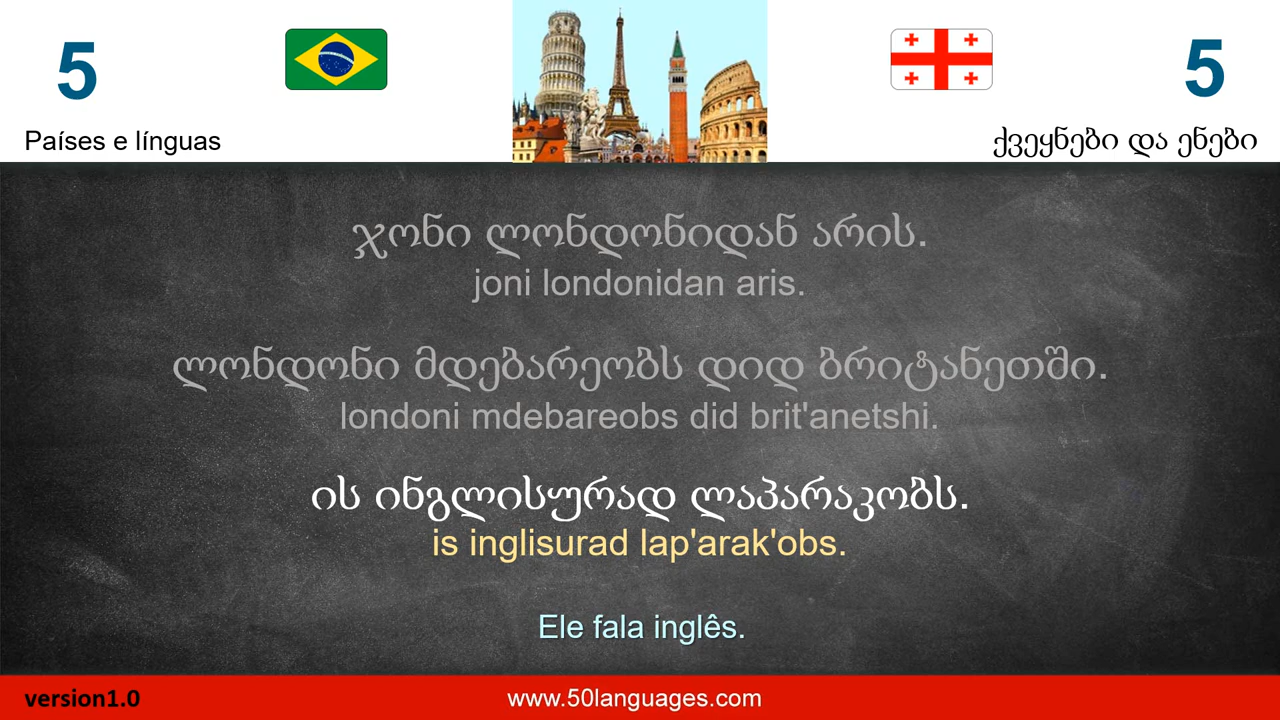 5
5
Países e línguas
ქვეყნები და ენები
ჯონი ლონდონიდან არის.
joni londonidan aris.
ლონდონი მდებარეობს დიდ ბრიტანეთში.
londoni mdebareobs did brit'anetshi.
ის ინგლისურად ლაპარაკობს.
is inglisurad lap'arak'obs.
Ele fala inglês.
version1.0
www.50languages.com